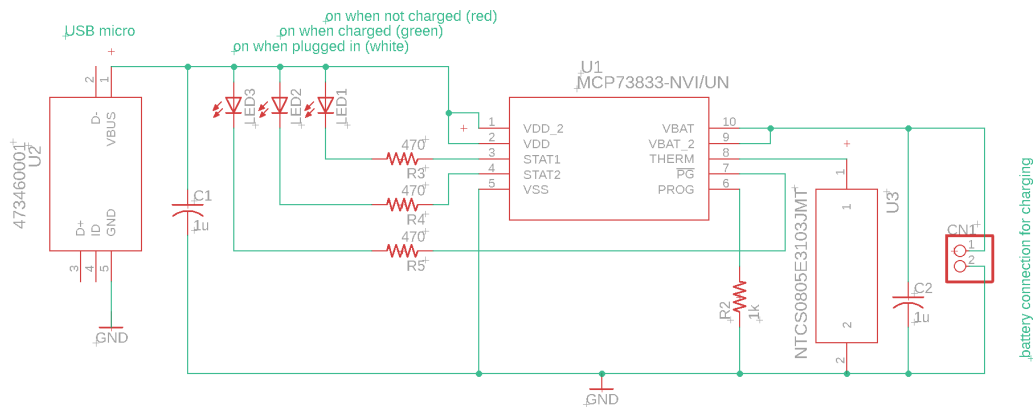 on when not charged (red)
USB micro
on when charged (green)
on when plugged in (white)
U1
MCP73833-NVI/UN
2
1
D-
VBUS
LED3
LED2
LED1
1
VDD_2
VBAT
10
2
VDD
VBAT_2
9
470
3
STAT1
THERM
8
R3
4
STAT2
PG
7
470
5
VSS
PROG
6
R4
473460001
U2
1
1
U3
C1
1u
D+
ID
GND
470
R5
CN1
1
2
3
4
5
NTCS0805E3103JMT
R2
1k
C2
1u
2
2
GND
GND
battery connection for charging